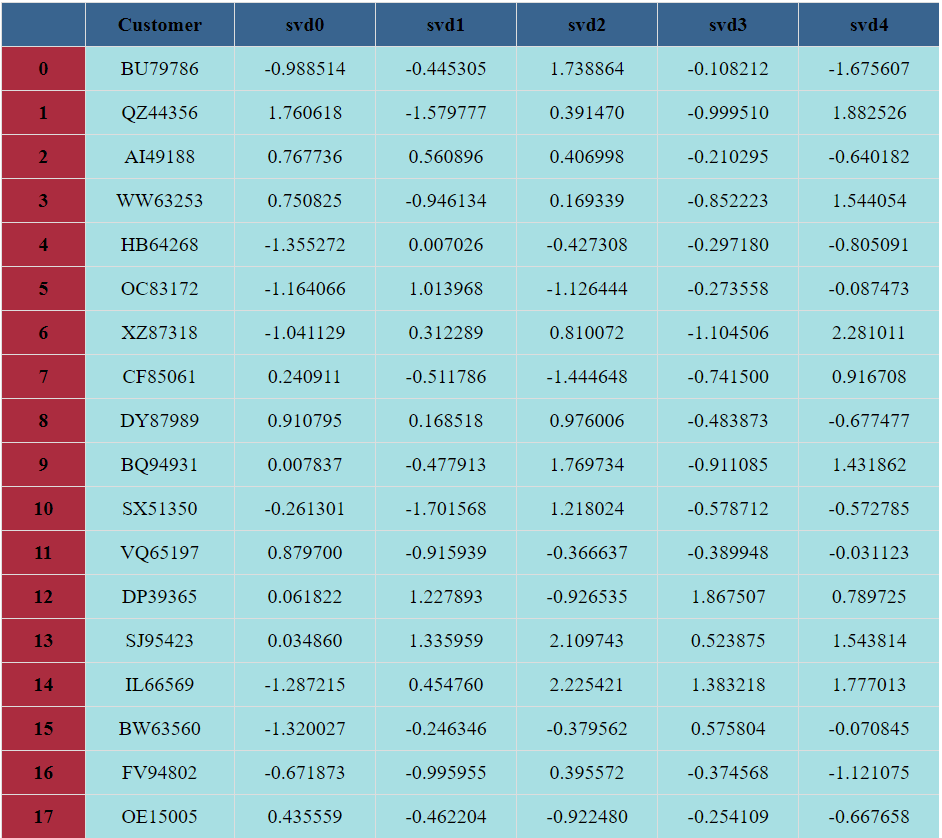 Customer svd0 svd1 svd2 svd3 svd4
0 BU79786 -0.988514 -0.445305 1.738864 -0.108212 -1.675607
1 QZ44356 1.760618 -1.579777 0.391470 -0.999510 1.882526
2 AI49188 0.767736 0.560896 0.406998 -0.210295 -0.640182
3 WW63253 0.750825 -0.946134 0.169339 -0.852223 1.544054
4 HB64268 -1.355272 0.007026 -0.427308 -0.297180 -0.805091
5 OC83172 -1.164066 1.013968 -1.126444 -0.273558 -0.087473
6 XZ87318 -1.041129 0.312289 0.810072 -1.104506 2.281011
7 CF85061 0.240911 -0.511786 -1.444648 -0.741500 0.916708
8 DY87989 0.910795 0.168518 0.976006 -0.483873 -0.677477
9 BQ94931 0.007837 -0.477913 1.769734 -0.911085 1.431862
10 SX51350 -0.261301 -1.701568 1.218024 -0.578712 -0.572785
11 VQ65197 0.879700 -0.915939 -0.366637 -0.389948 -0.031123
12 DP39365 0.061822 1.227893 -0.926535 1.867507 0.789725
13 SJ95423 0.034860 1.335959 2.109743 0.523875 1.543814
14 IL66569 -1.287215 0.454760 2.225421 1.383218 1.777013
15 BW63560 -1.320027 -0.246346 -0.379562 0.575804 -0.070845
16 FV94802 -0.671873 -0.995955 0.395572 -0.374568 -1.121075
17 OE15005 0.435559 -0.462204 -0.922480 -0.254109 -0.667658